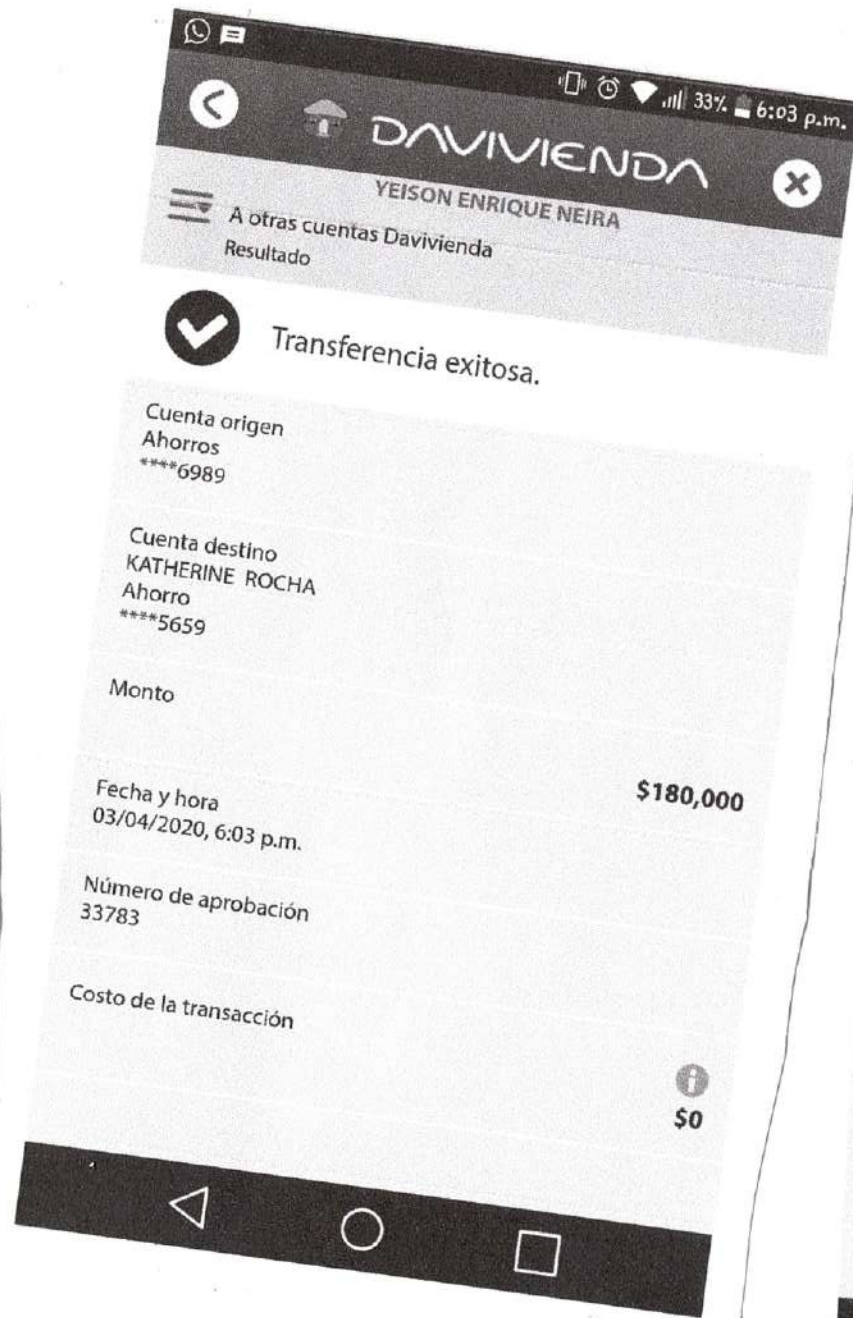 33% 6:03 p.m.
DAVIVIENDA
YEISON ENRIQUE NEIRA
A otras cuentas Davivienda
Resultado
Transferencia exitosa.
Cuenta origen
Ahorros
****6989
Cuenta destino
KATHERINE ROCHA
Ahorro
****5659
Monto
$180,000
Fecha y hora
03/04/2020, 6:03 p.m.
Número de aprobación
33783
Costo de la transacción
$0